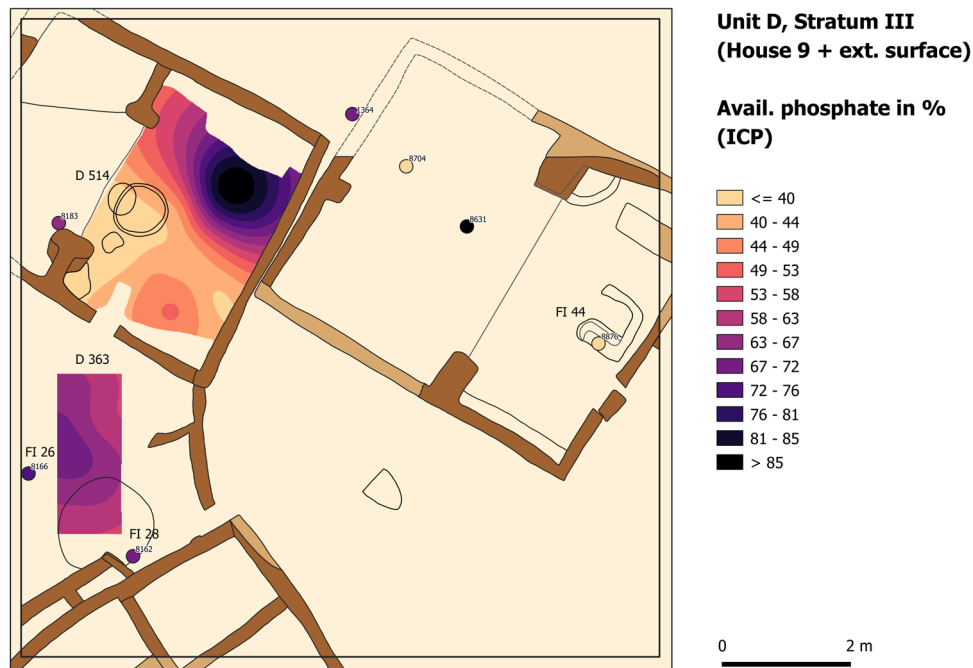 Unit D, Stratum III
(House 9 + ext. surface)
Avail. phosphate in %
(ICP)
<= 40
40 - 44
44 - 49
49 - 53
53 - 58
58 - 63
63 - 67
67 - 72
72 - 76
76 - 81
81 - 85
> 85
0 2 m
1364
8704
D 514
8183
8631
FI 44
8876
D 363
FI 26
8166
FI 28
8162